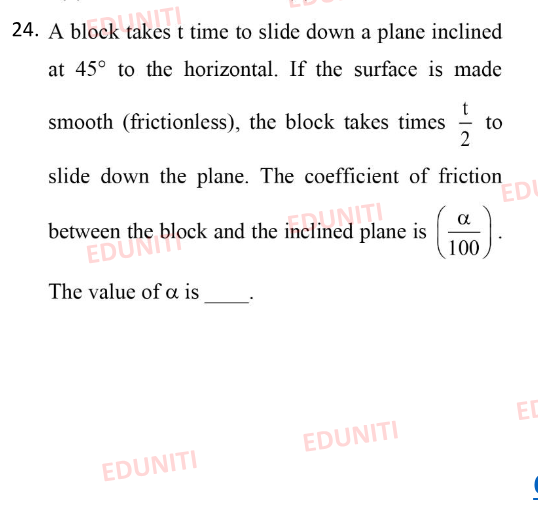 24. A block takes t time to slide down a plane inclined
at 45° to the horizontal. If the surface is made
smooth (frictionless), the block takes times t/2 to
slide down the plane. The coefficient of friction
between the block and the inclined plane is (α/100).
The value of α is ____.
EDUNITI
EDUNITI
EDUNITI
EDUNITI
EDUNITI